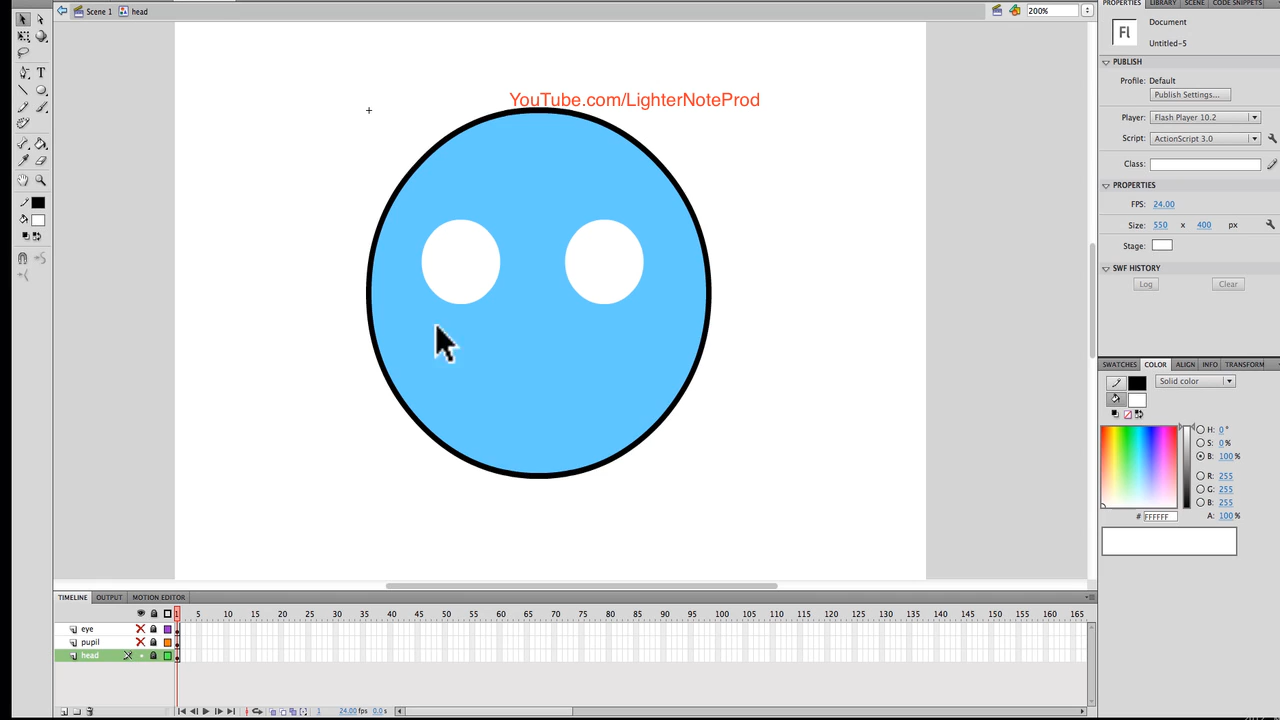 Scene 1 head
200%
YouTube.com/LighterNoteProd
PROPERTIES LIBRARY SCENE CODE SNIPPETS
Fl
Document
Untitled-5
PUBLISH
Profile: Default
Publish Settings...
Player: Flash Player 10.2
Script: ActionScript 3.0
Class:
PROPERTIES
FPS: 24.00
Size: 550 x 400 px
Stage:
SWF HISTORY
Log Clear
SWATCHES COLOR ALIGN INFO TRANSFORM
Solid color
H: 0 °
S: 0 %
B: 100 %
R: 255
G: 255
B: 255
# FFFFFF A: 100 %
TIMELINE OUTPUT MOTION EDITOR
1 5 10 15 20 25 30 35 40 45 50 55 60 65 70 75 80 85 90 95 100 105 110 115 120 125 130 135 140 145 150 155 160 165
eye
pupil
head
1 24.00 fps 0.0 s